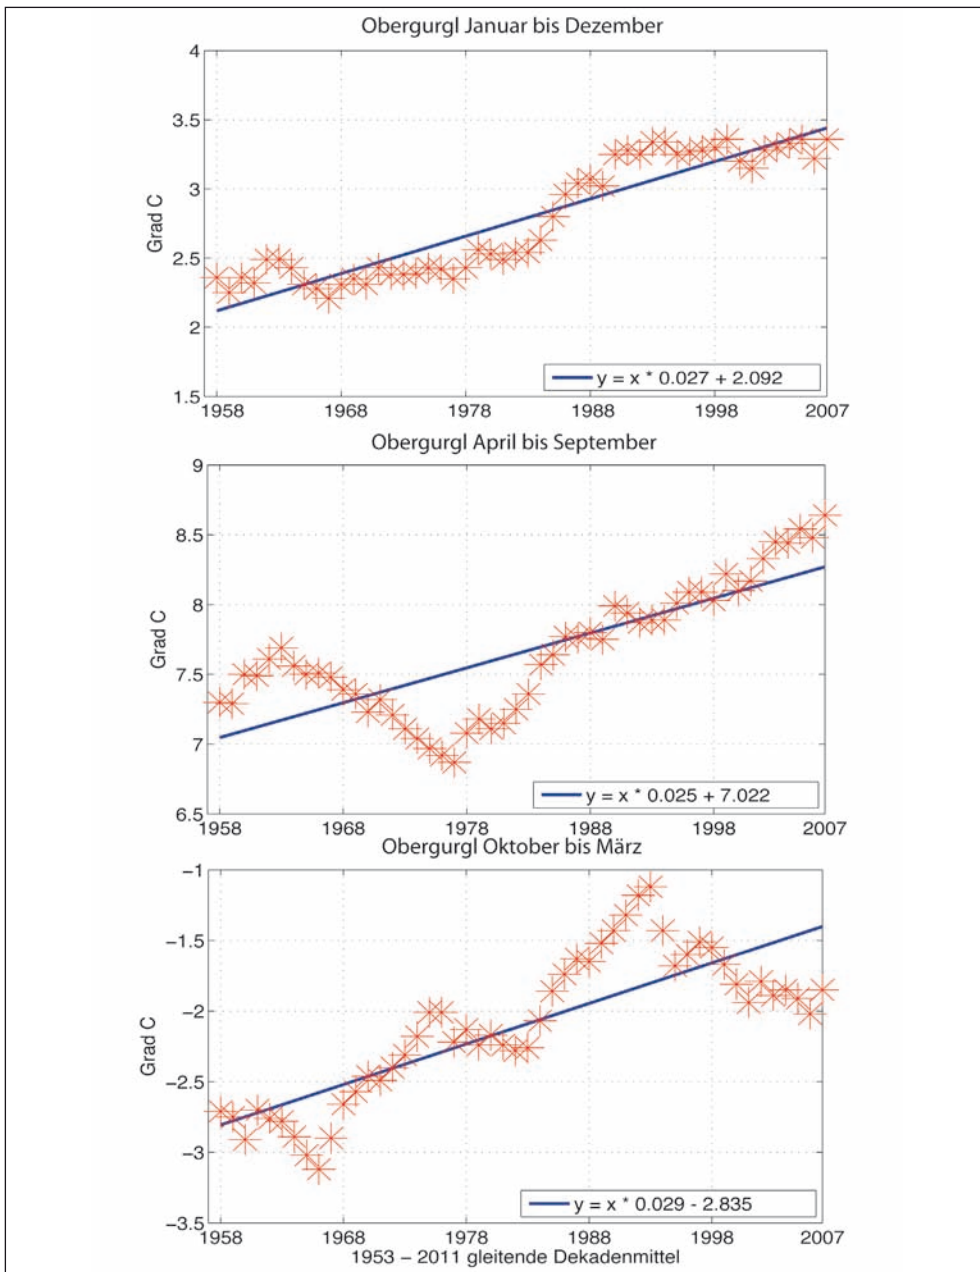 Obergurgl Januar bis Dezember
4
3.5
3
2.5
2
1.5
Grad C
y = x * 0.027 + 2.092
1958 1968 1978 1988 1998 2007
Obergurgl April bis September
9
8.5
8
7.5
7
6.5
Grad C
y = x * 0.025 + 7.022
1958 1968 1978 1988 1998 2007
Obergurgl Oktober bis März
−1
−1.5
−2
−2.5
−3
−3.5
Grad C
y = x * 0.029 - 2.835
1958 1968 1978 1988 1998 2007
1953 − 2011 gleitende Dekadenmittel